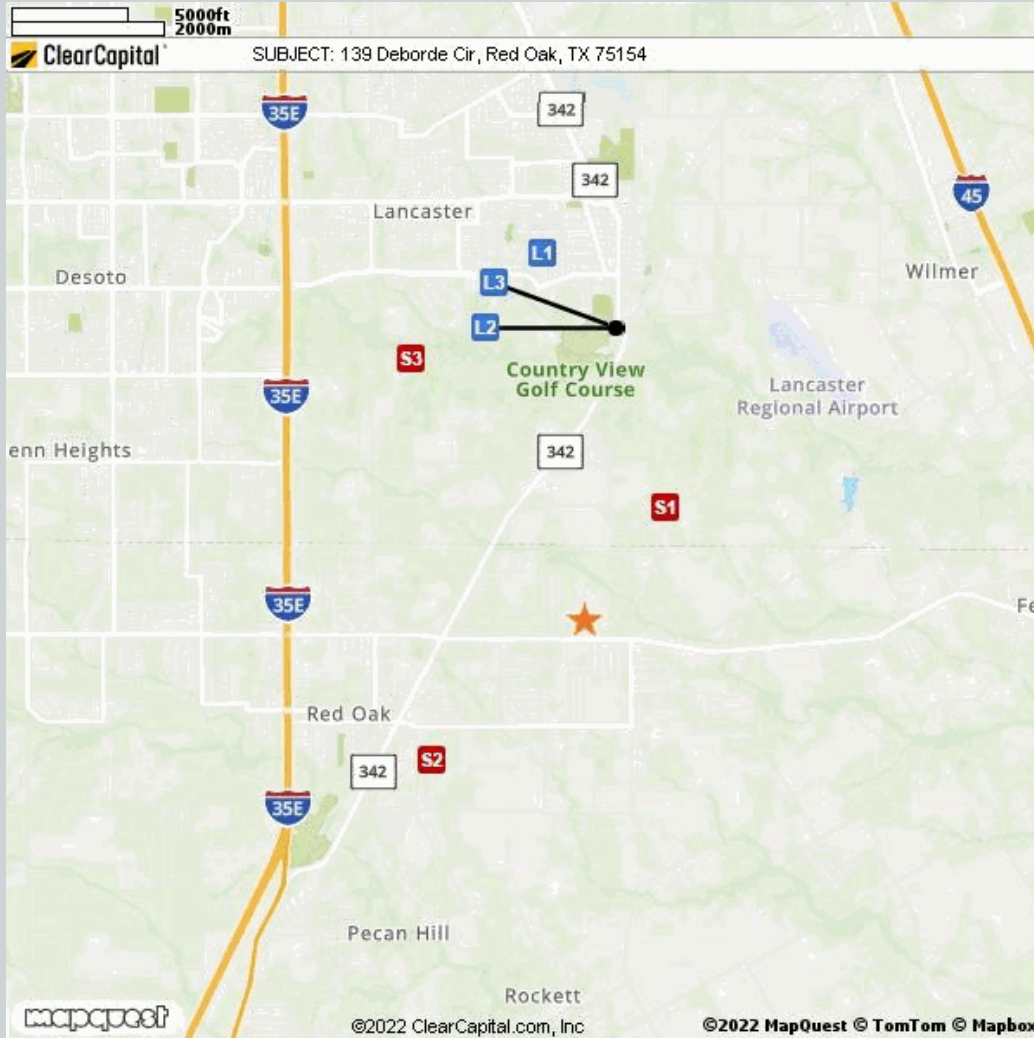 5000ft
2000m
ClearCapital
SUBJECT: 139 Deborde Cir, Red Oak, TX 75154
35E
342
342
45
Lancaster
L1
Desoto
L3
Wilmer
L2
S3
Country View
Golf Course
Lancaster
Regional Airport
35E
enn Heights
342
S1
35E
Fe
Red Oak
S2
342
35E
Pecan Hill
Rockett
mapquest
©2022 ClearCapital.com, Inc
©2022 MapQuest © TomTom © Mapbox